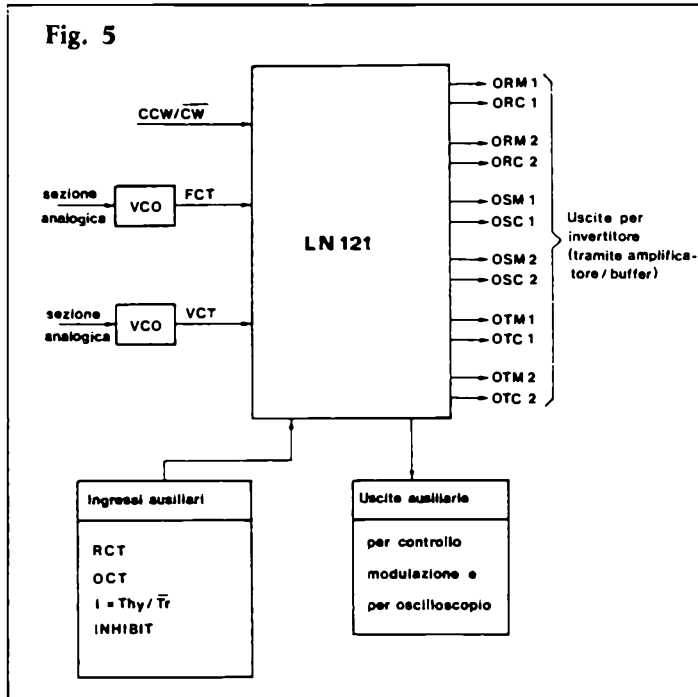 Fig. 5
CCW/C̅W̅
sezione
analogica
VCO
FCT
sezione
analogica
VCO
VCT
LN 121
ORM 1
ORC 1
ORM 2
ORC 2
OSM 1
OSC 1
OSM 2
OSC 2
OTM 1
OTC 1
OTM 2
OTC 2
Uscite per
invertitore
(tramite amplifica-
tore/buffer)
Ingressi ausiliari
RCT
OCT
I = Thy/T̅r̅
INHIBIT
Uscite ausiliarie
per controllo
modulazione e
per oscilloscopio